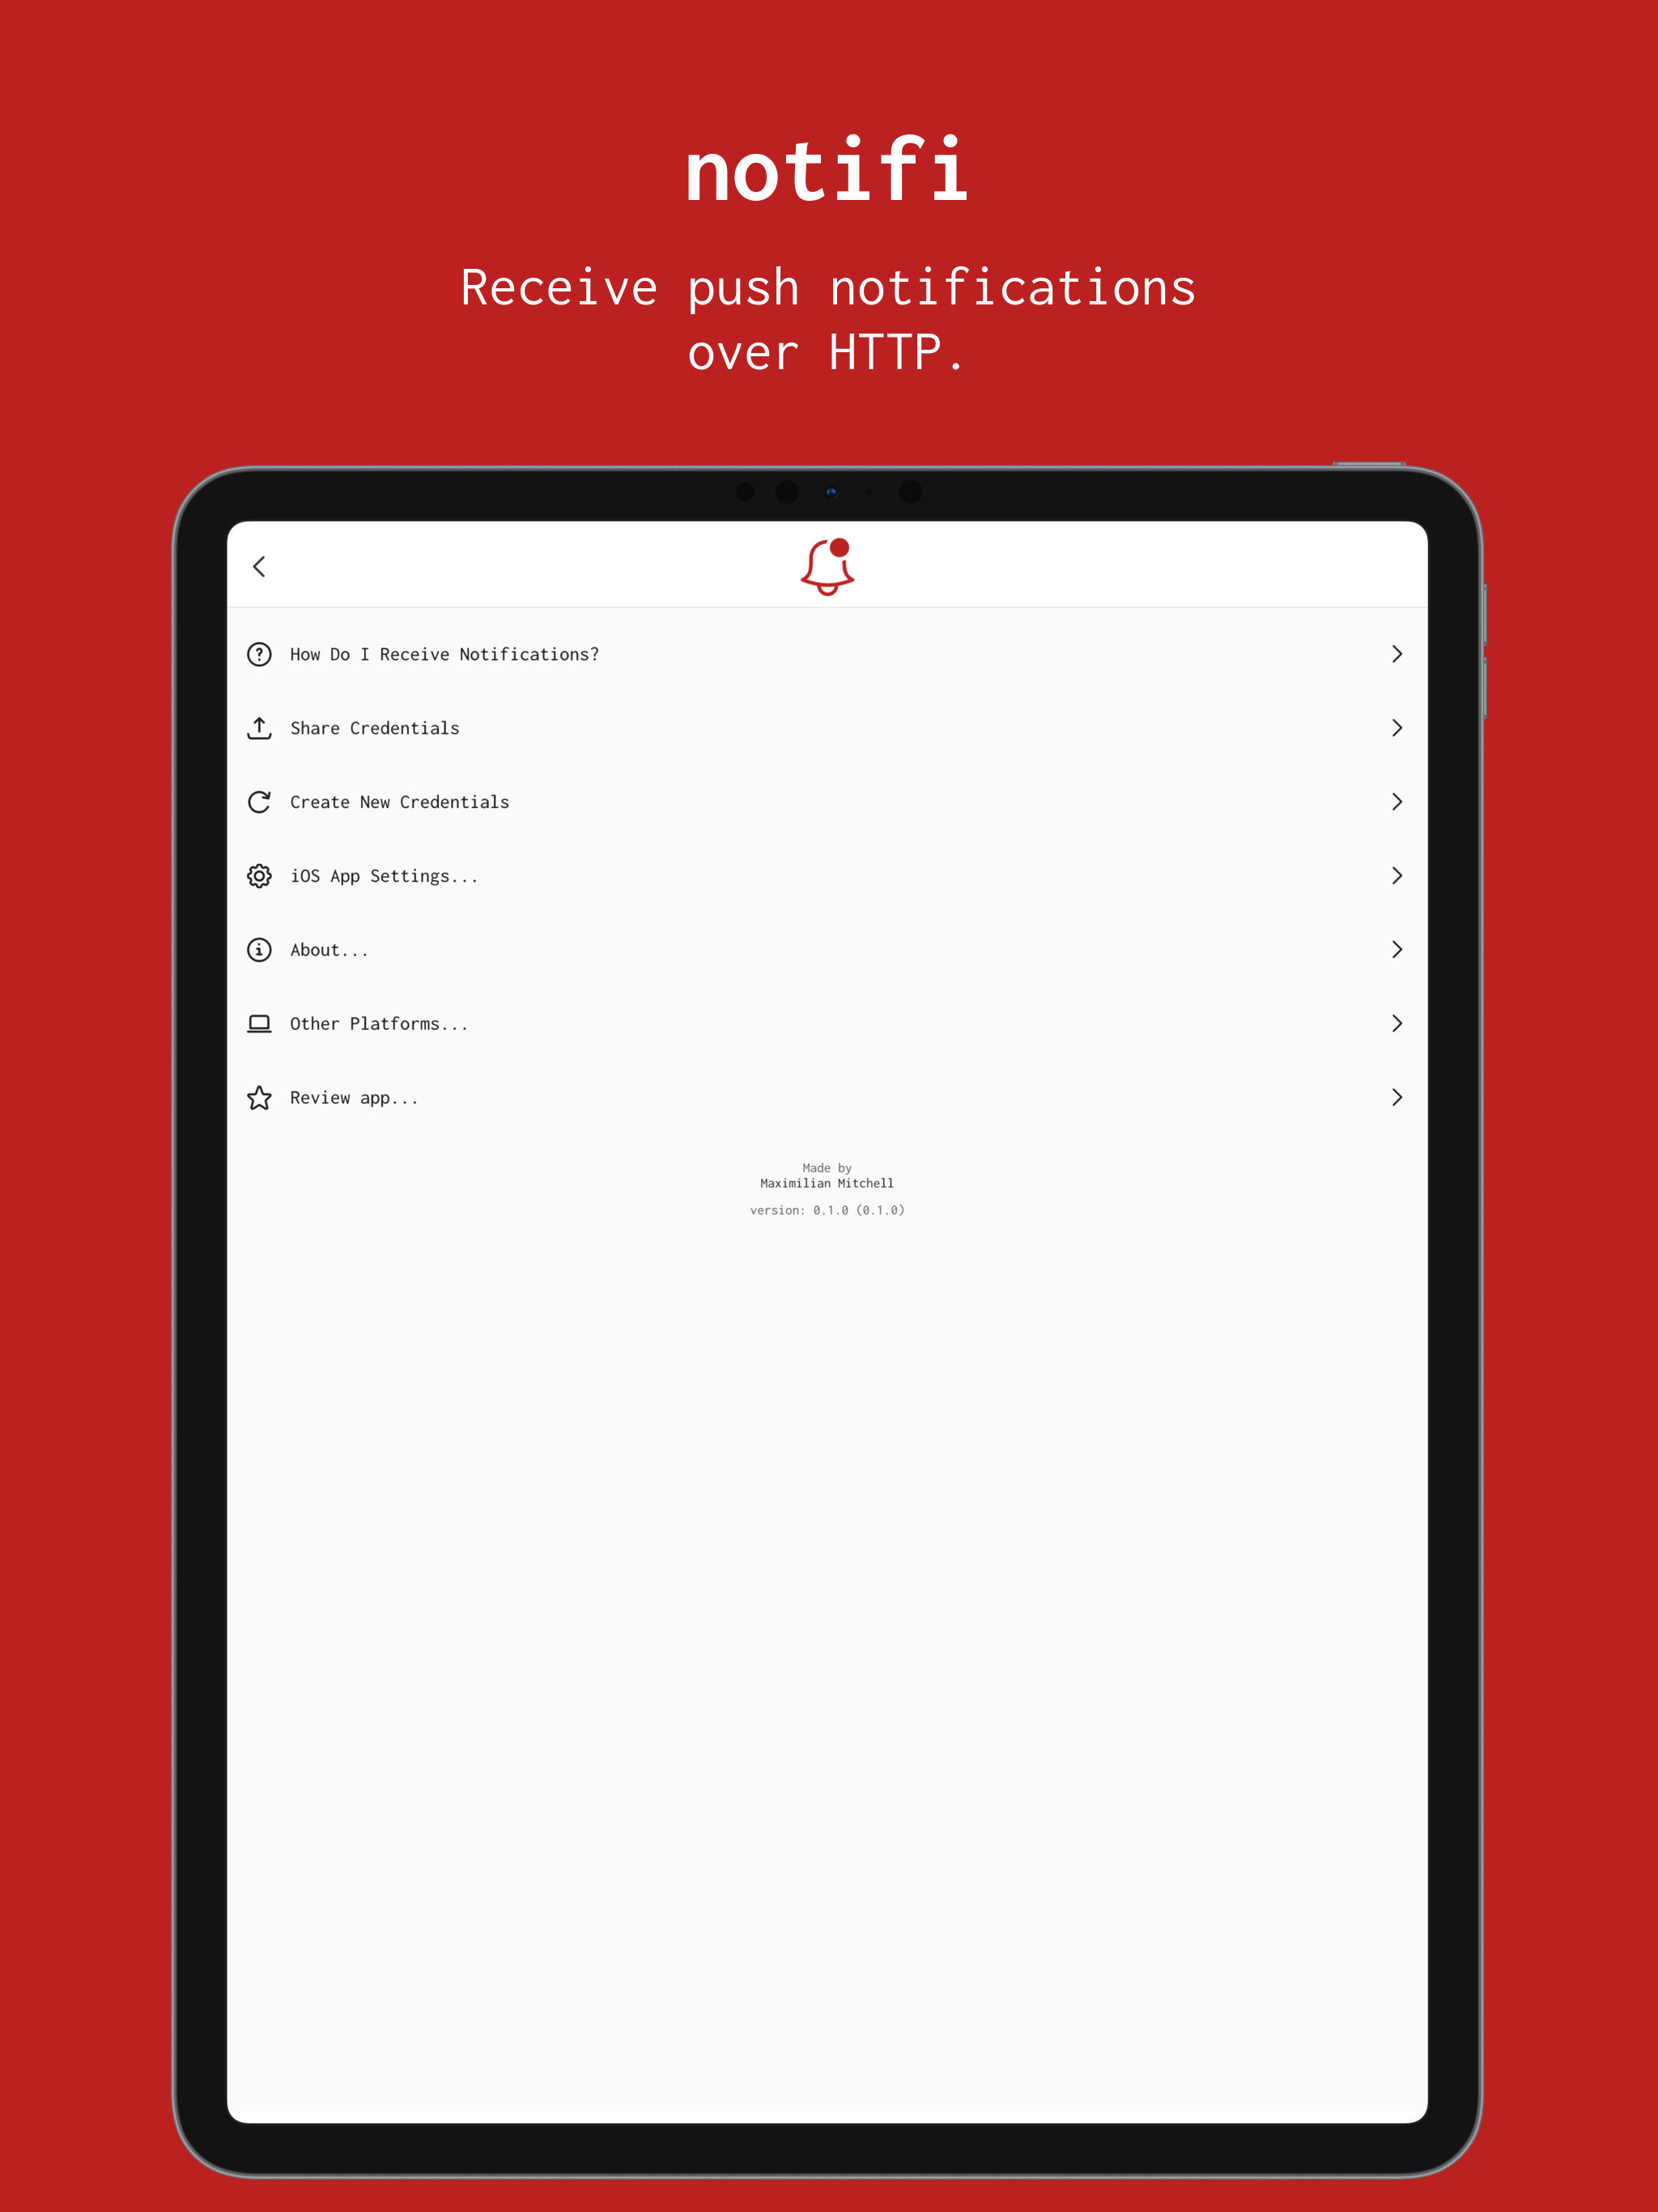 notifi
Receive push notifications
over HTTP.
How Do I Receive Notifications?
Share Credentials
Create New Credentials
iOS App Settings...
About...
Other Platforms...
Review app...
Made by
Maximilian Mitchell
version: 0.1.0 (0.1.0)